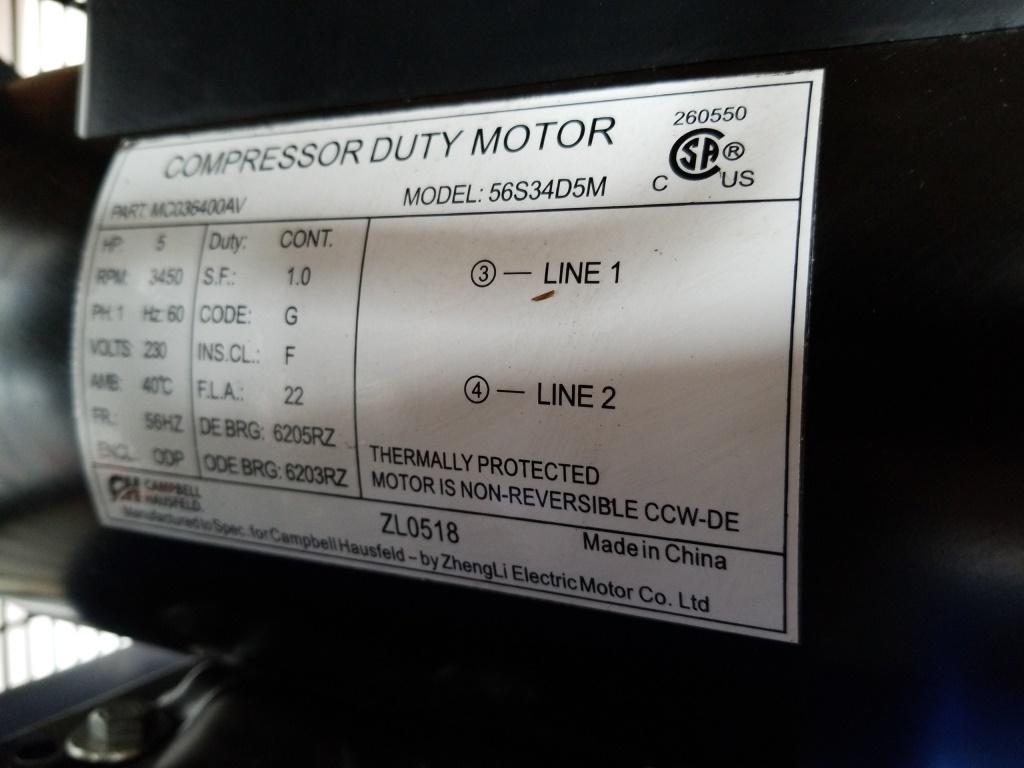 260550
COMPRESSOR DUTY MOTOR
SA ®
C US
PART: MC036400AV MODEL: 56S34D5M
HP: 5 Duty: CONT.
RPM: 3450 S.F.: 1.0
③ — LINE 1
PH: 1 Hz: 60 CODE: G
VOLTS: 230 INS.CL.: F
AMB: 40°C F.L.A.: 22
④ — LINE 2
FR.: 56HZ DE BRG: 6205RZ
ENCL.: ODP ODE BRG: 6203RZ
THERMALLY PROTECTED
MOTOR IS NON-REVERSIBLE CCW-DE
CAMPBELL
HAUSFELD.
ZL0518 Made in China
Manufactured to Spec. for Campbell Hausfeld – by ZhengLi Electric Motor Co. Ltd